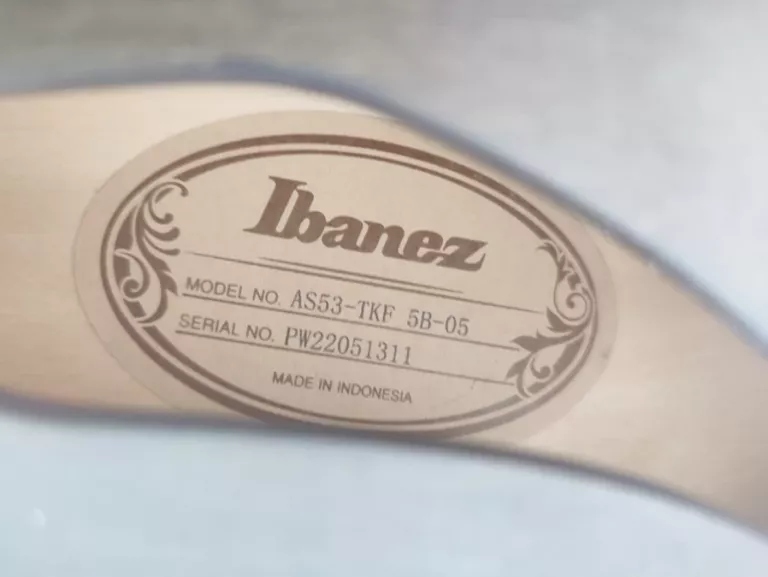 Ibanez
MODEL NO. AS53-TKF 5B-05
SERIAL NO. PW22051311
MADE IN INDONESIA